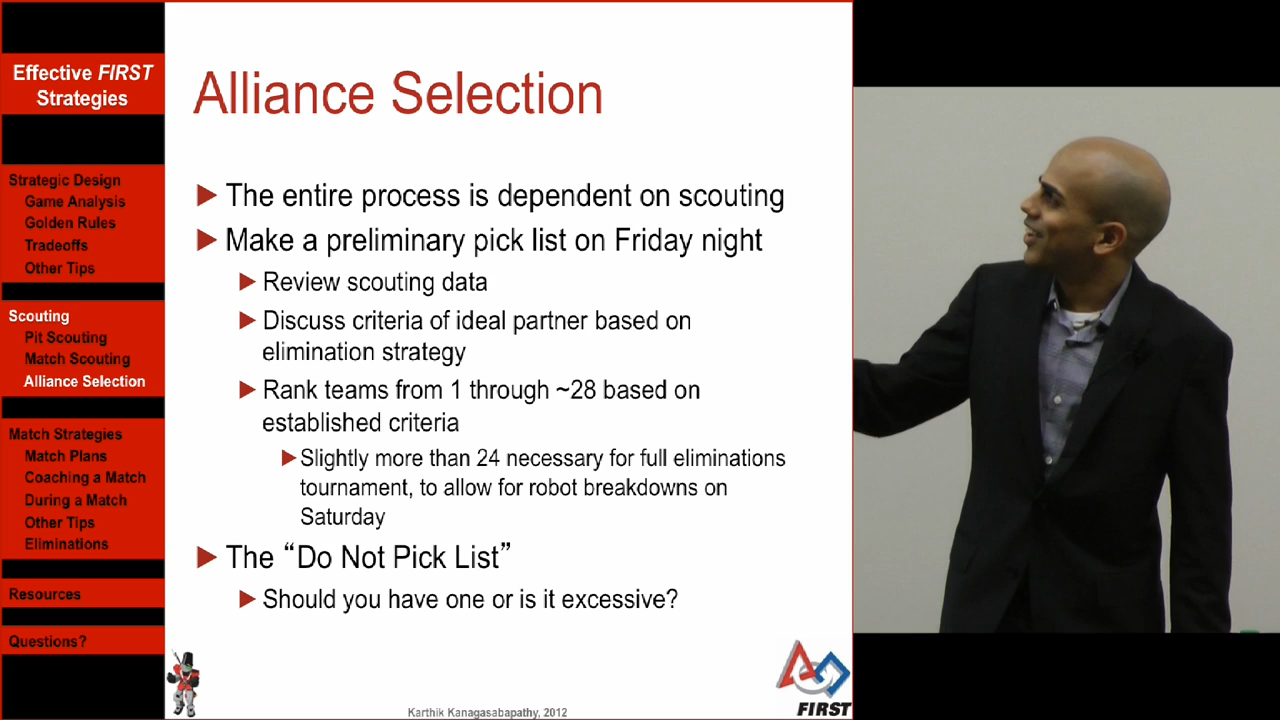 Effective FIRST
Strategies
Strategic Design
Game Analysis
Golden Rules
Tradeoffs
Other Tips
Scouting
Pit Scouting
Match Scouting
Alliance Selection
Match Strategies
Match Plans
Coaching a Match
During a Match
Other Tips
Eliminations
Resources
Questions?
Alliance Selection
The entire process is dependent on scouting
Make a preliminary pick list on Friday night
Review scouting data
Discuss criteria of ideal partner based on
elimination strategy
Rank teams from 1 through ~28 based on
established criteria
Slightly more than 24 necessary for full eliminations
tournament, to allow for robot breakdowns on
Saturday
The “Do Not Pick List”
Should you have one or is it excessive?
Karthik Kanagasabapathy, 2012
FIRST